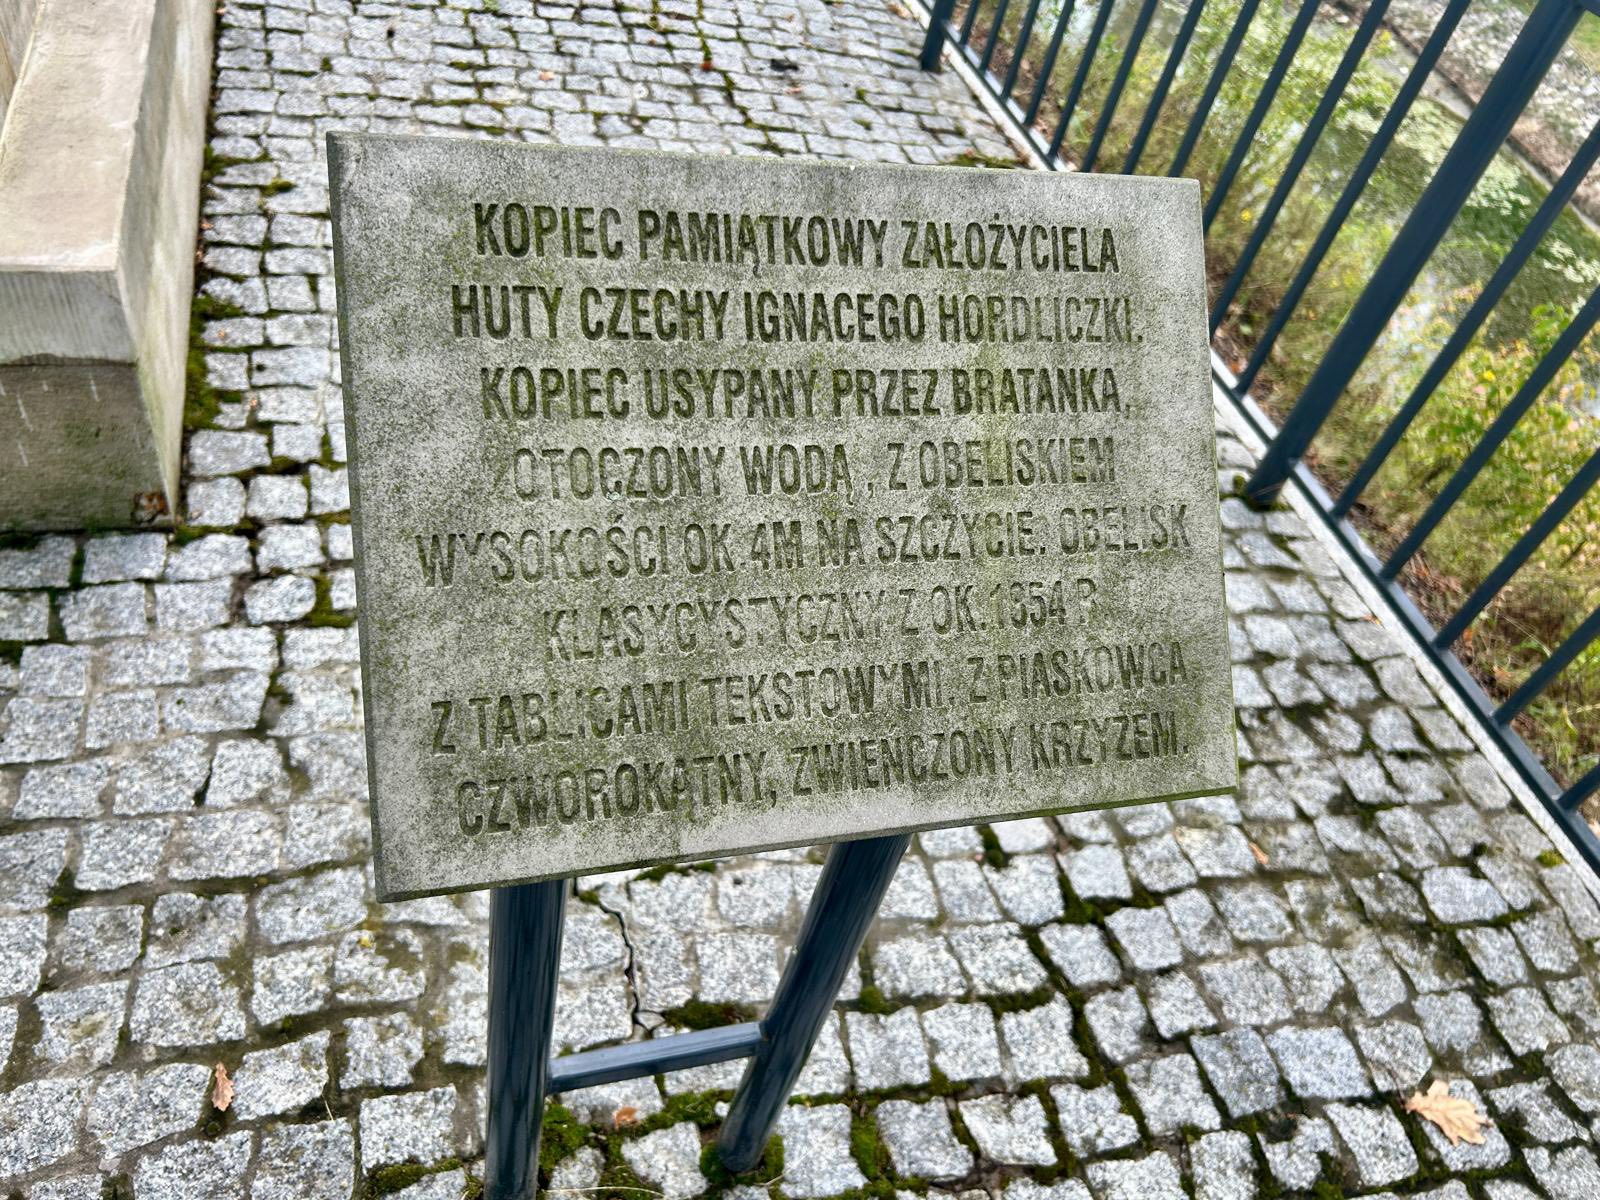 KOPIEC PAMIĄTKOWY ZAŁOŻYCIELA
HUTY CZECHY IGNACEGO HORDLICZKI.
KOPIEC USYPANY PRZEZ BRATANKA,
OTOCZONY WODĄ, Z OBELISKIEM
WYSOKOŚCI OK. 4M NA SZCZYCIE. OBELISK
KLASYCYSTYCZNY Z OK. 1854 R.
Z TABLICAMI TEKSTOWYMI, Z PIASKOWCA,
CZWOROKĄTNY, ZWIEŃCZONY KRZYŻEM.